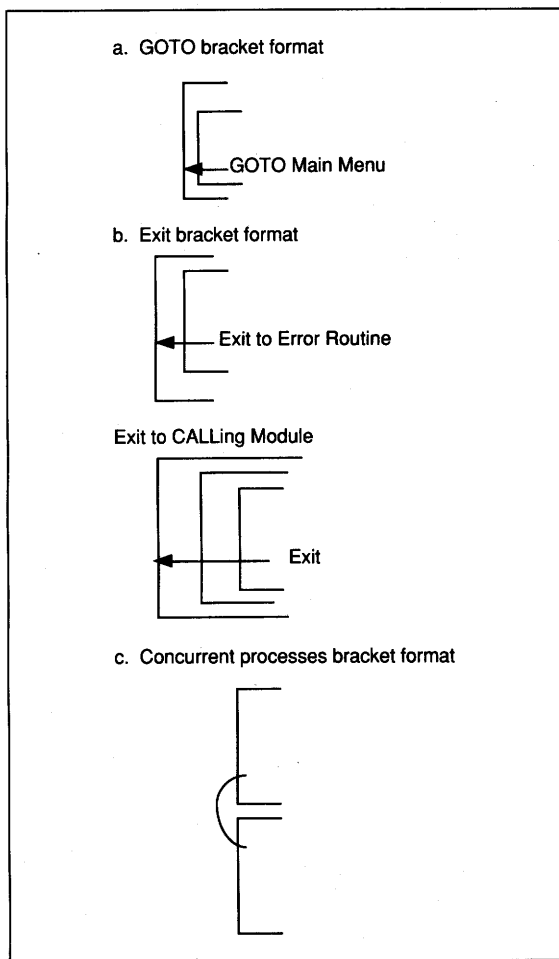 a. GOTO bracket format
GOTO Main Menu
b. Exit bracket format
Exit to Error Routine
Exit to CALLing Module
Exit
c. Concurrent processes bracket format